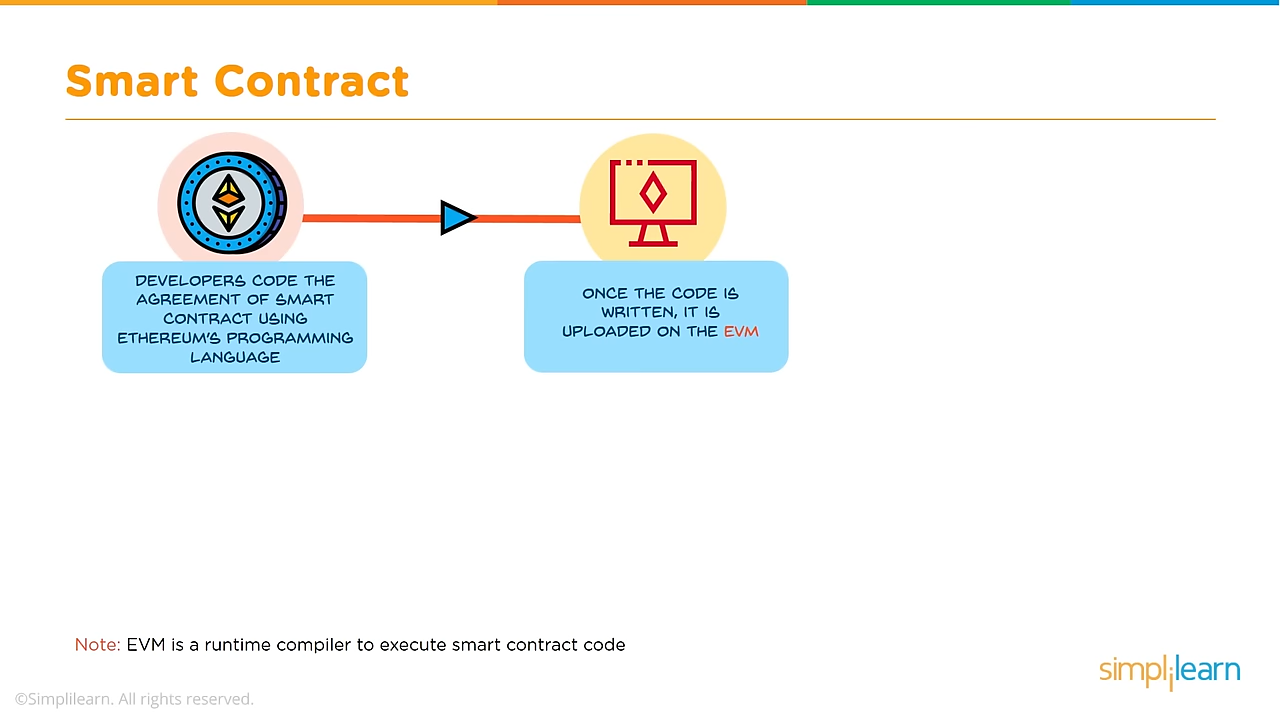 Smart Contract
DEVELOPERS CODE THE
AGREEMENT OF SMART
CONTRACT USING
ETHEREUM'S PROGRAMMING
LANGUAGE
ONCE THE CODE IS
WRITTEN, IT IS
UPLOADED ON THE EVM
Note: EVM is a runtime compiler to execute smart contract code
simplilearn
©Simplilearn. All rights reserved.